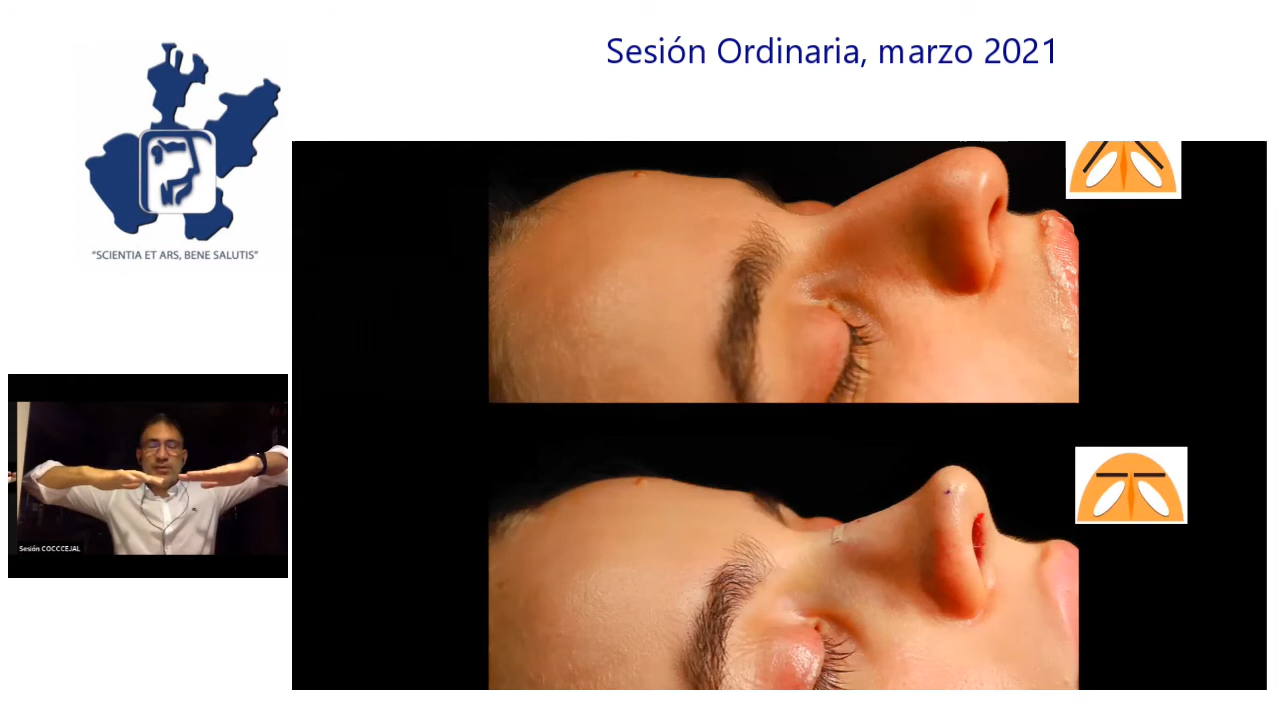 Sesión Ordinaria, marzo 2021
“SCIENTIA ET ARS, BENE SALUTIS”
Sesión COCCCEJAL